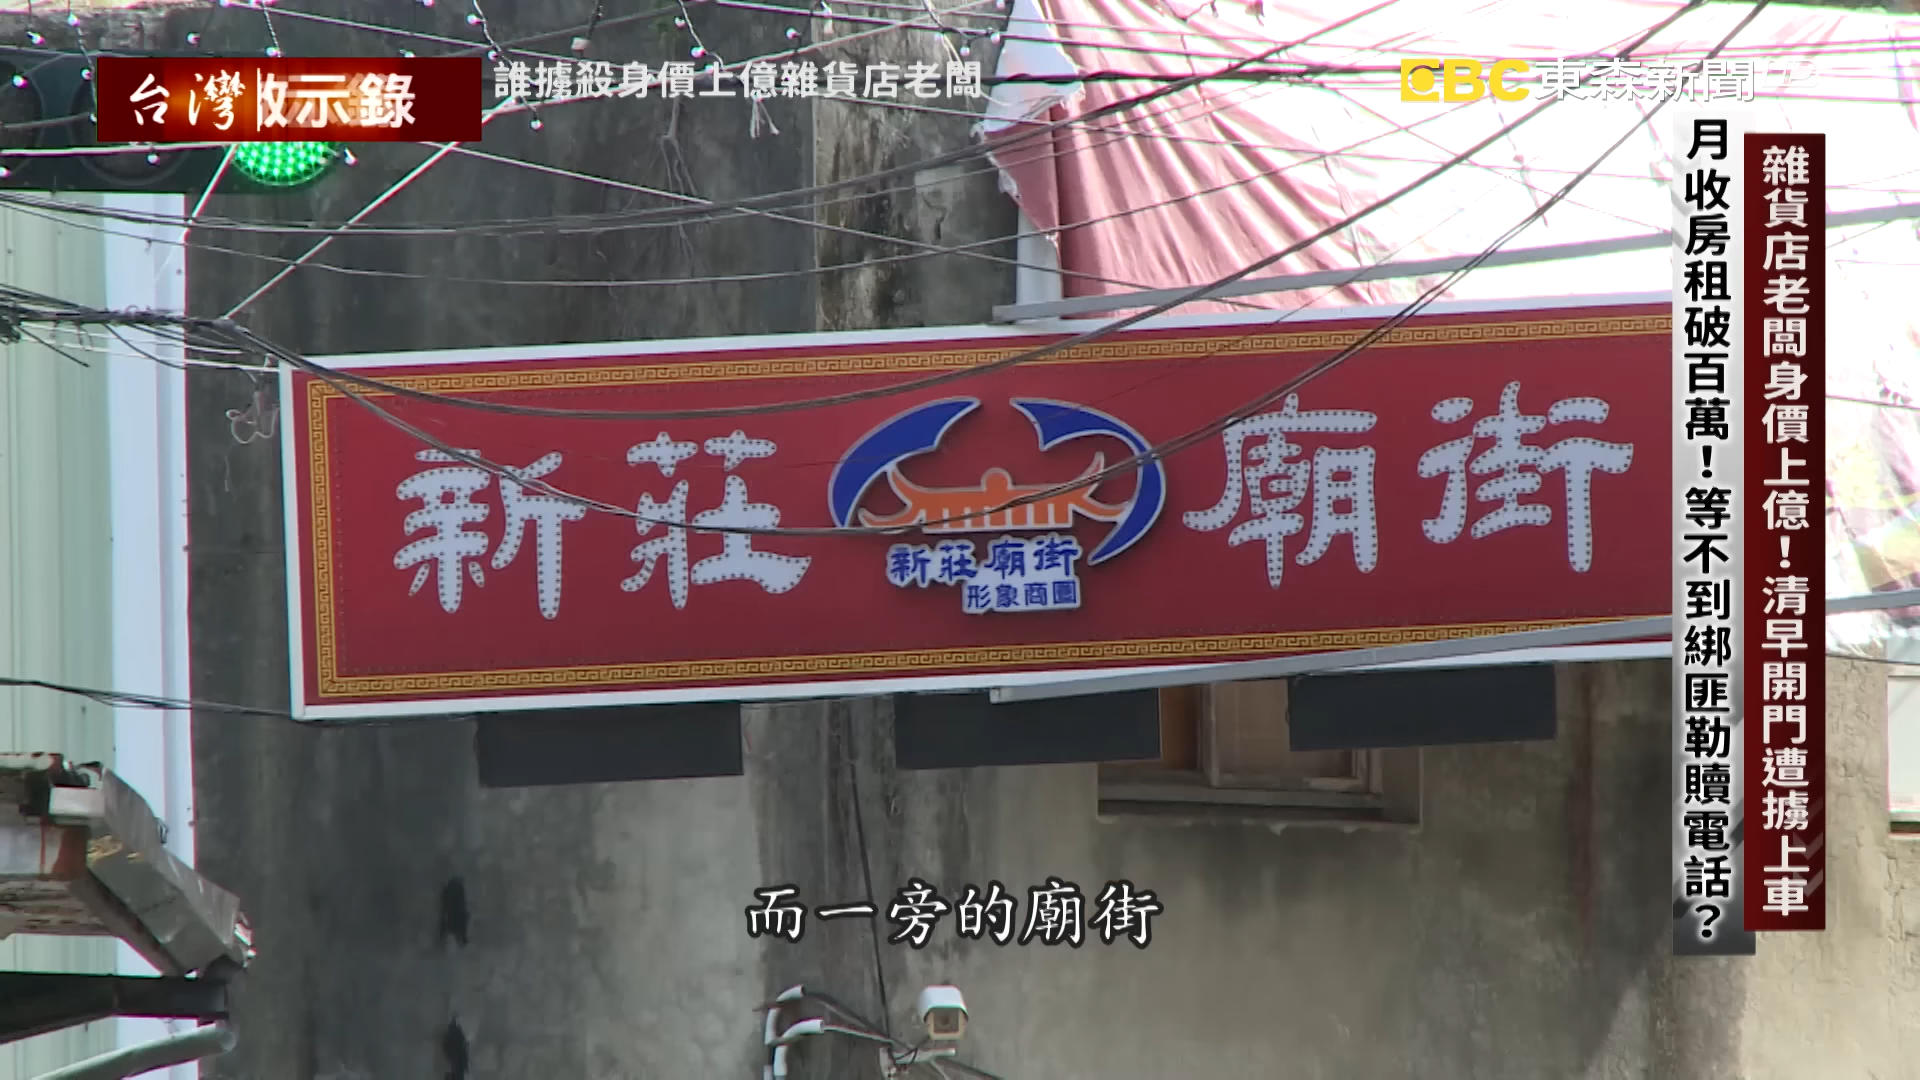 台灣啟示錄
誰擄殺身價上億雜貨店老闆
EBC東森新聞HD
雜貨店老闆身價上億！清早開門遭擄上車
月收房租破百萬！等不到綁匪勒贖電話？
新莊廟街
新莊廟街
形象商圈
而一旁的廟街